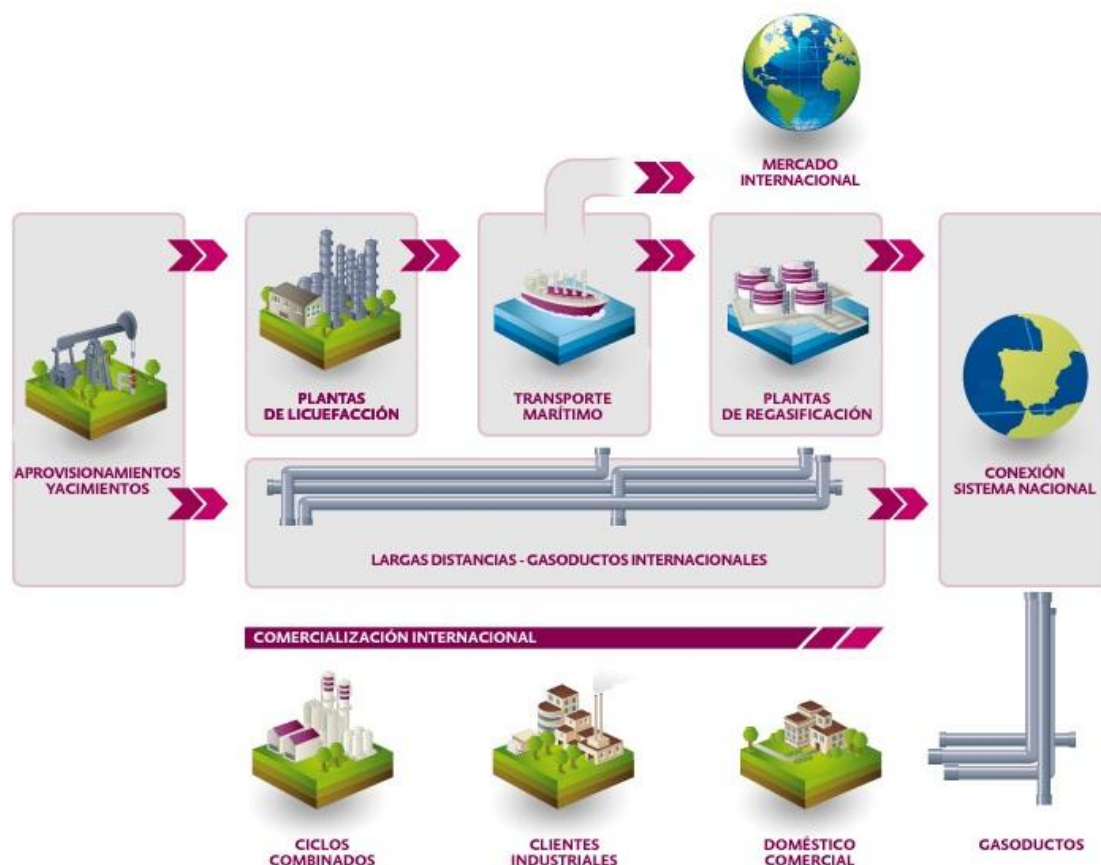 MERCADO
INTERNACIONAL
PLANTAS
DE LICUEFACCIÓN
TRANSPORTE
MARÍTIMO
PLANTAS
DE REGASIFICACIÓN
APROVISIONAMIENTOS
YACIMIENTOS
CONEXIÓN
SISTEMA NACIONAL
LARGAS DISTANCIAS - GASODUCTOS INTERNACIONALES
COMERCIALIZACIÓN INTERNACIONAL
CICLOS
COMBINADOS
CLIENTES
INDUSTRIALES
DOMÉSTICO
COMERCIAL
GASODUCTOS